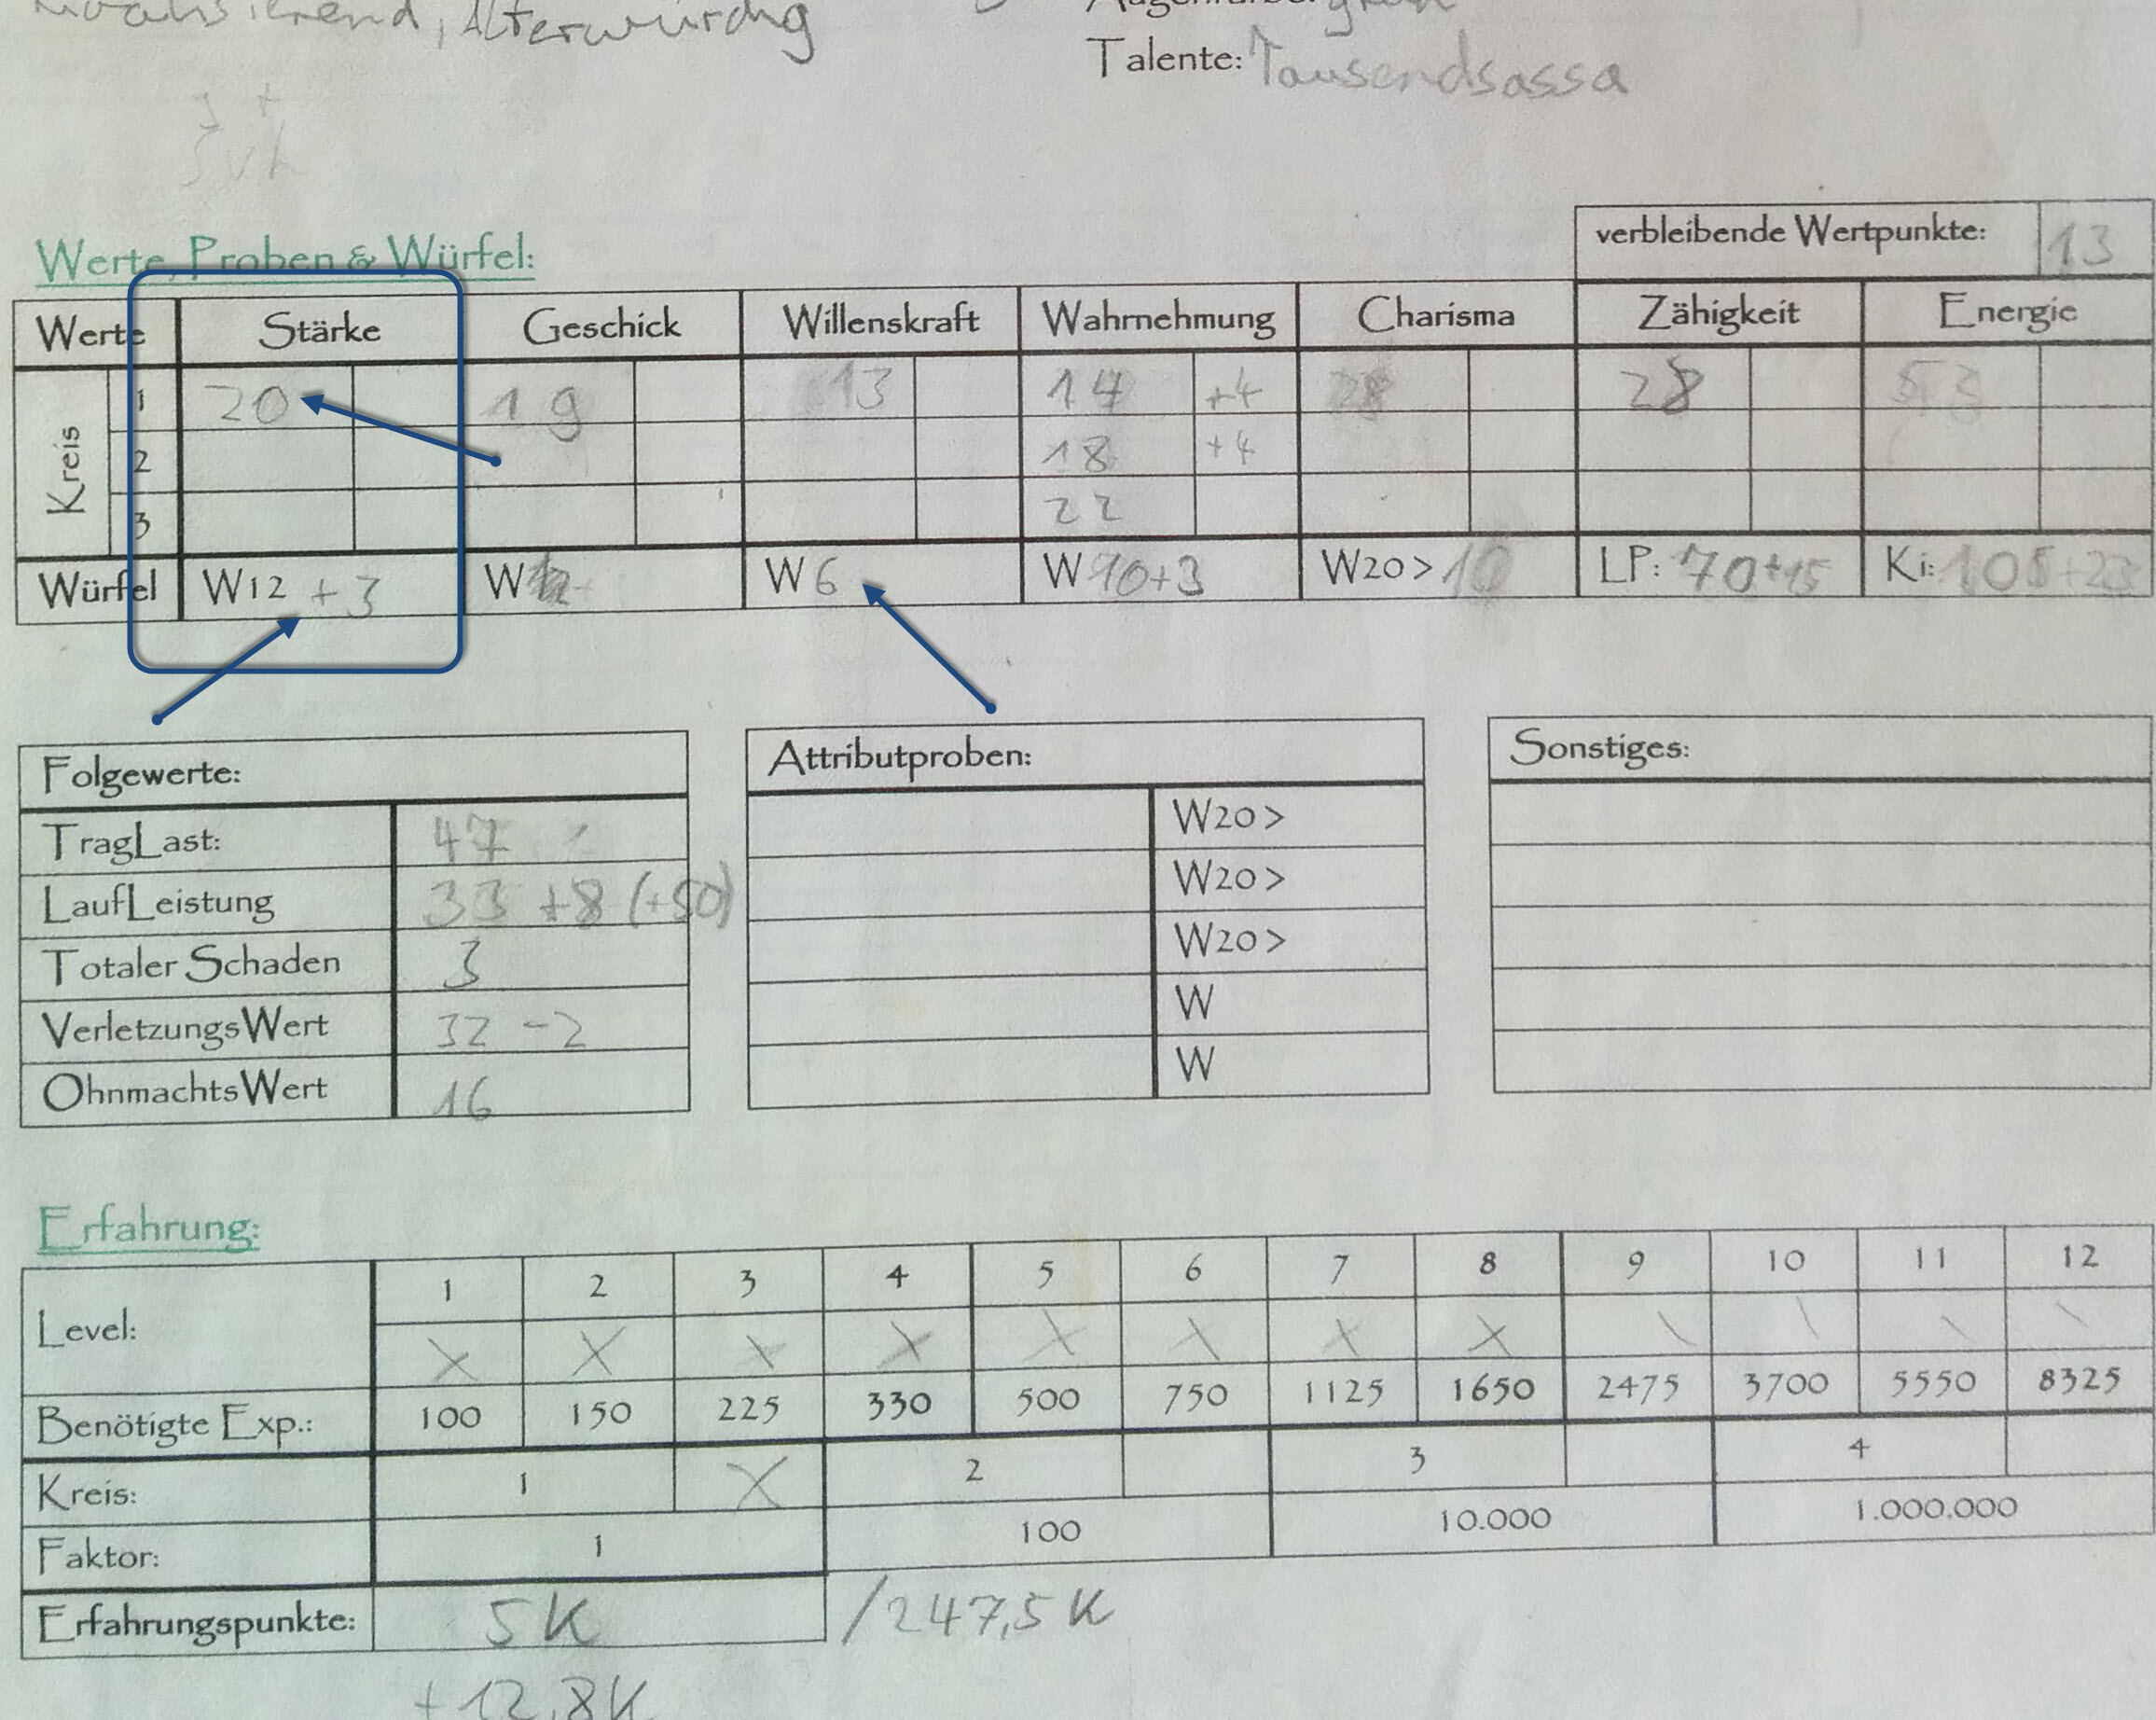 Alterwürdig
Talente: Tausendsassa
verbleibende Wertpunkte: 13
Werte, Proben & Würfel:
Werte Stärke Geschick Willenskraft Wahrnehmung Charisma Zähigkeit Energie
Kreis
1 20 19 13 14 +4 28 28 53
2 18 +4
3 22
Würfel W12 +3 W W6 W10+3 W20> 10 LP: 70+15 Ki: 105+23
Folgewerte:
TragLast: 47
LaufLeistung 33 +8 (+50)
Totaler Schaden 3
VerletzungsWert 32 -2
OhnmachtsWert 16
Attributproben:
W20>
W20>
W20>
W
W
Sonstiges:
Erfahrung:
Level: 1 2 3 4 5 6 7 8 9 10 11 12
X X X X X X X X \ \ \ \
Benötigte Exp.: 100 150 225 330 500 750 1125 1650 2475 3700 5550 8325
Kreis: 1 X 2 3 4
Faktor: 1 100 10.000 1.000.000
Erfahrungspunkte: 5K /247,5K
+12,8K